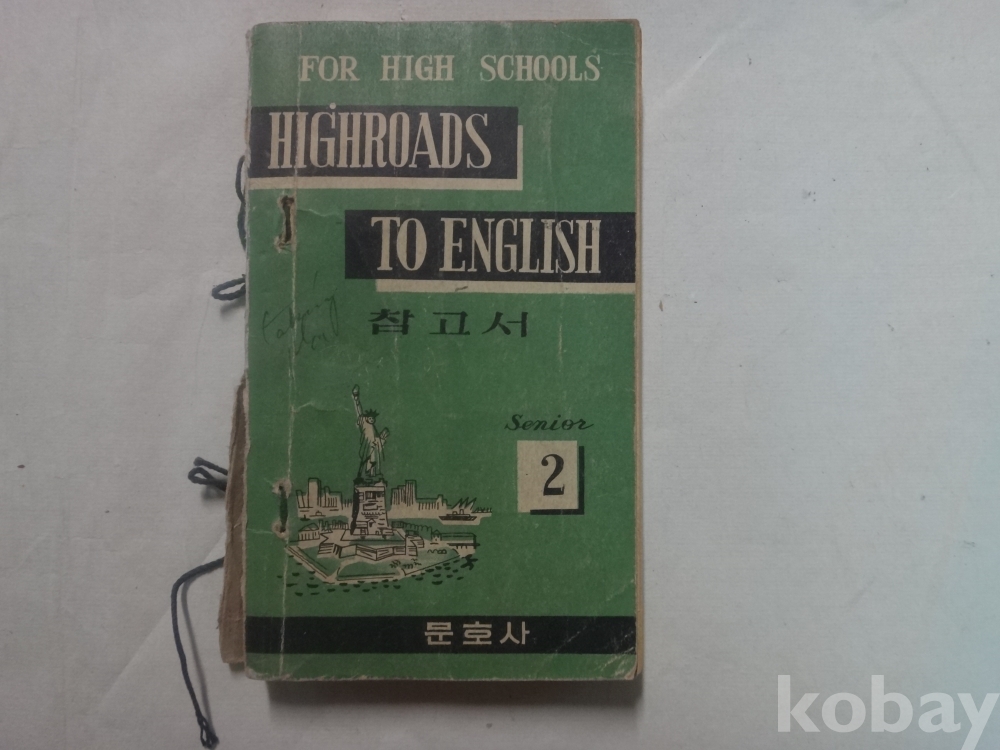 FOR HIGH SCHOOLS
HIGHROADS
TO ENGLISH
참고서
Senior
2
문호사
kobay